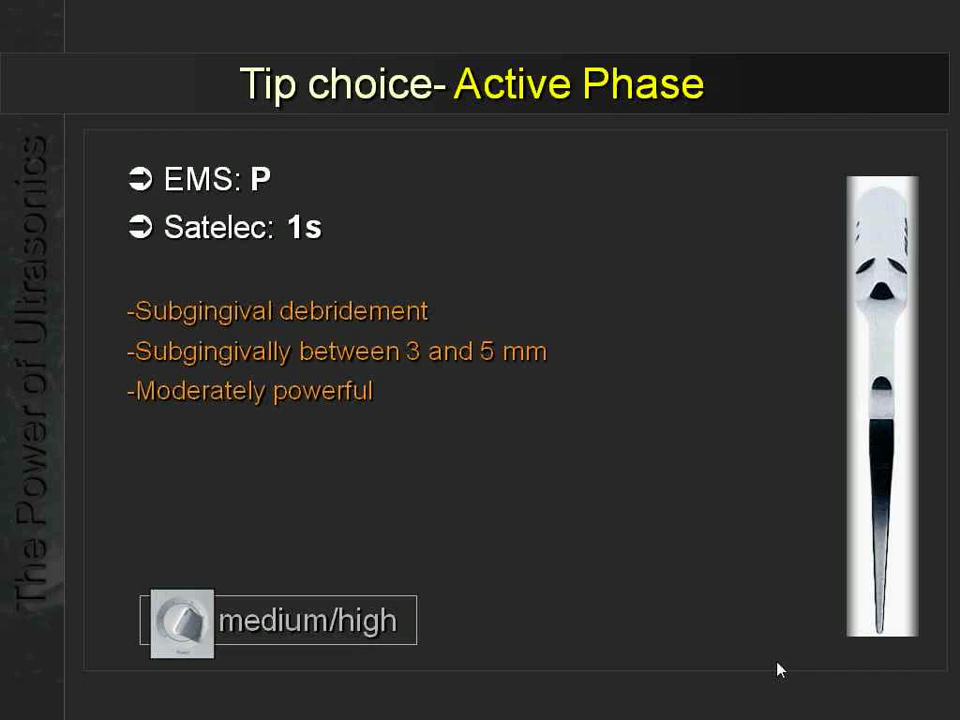 Tip choice- Active Phase
The Power of Ultrasonics
EMS: P
Satelec: 1s
-Subgingival debridement
-Subgingivally between 3 and 5 mm
-Moderately powerful
medium/high